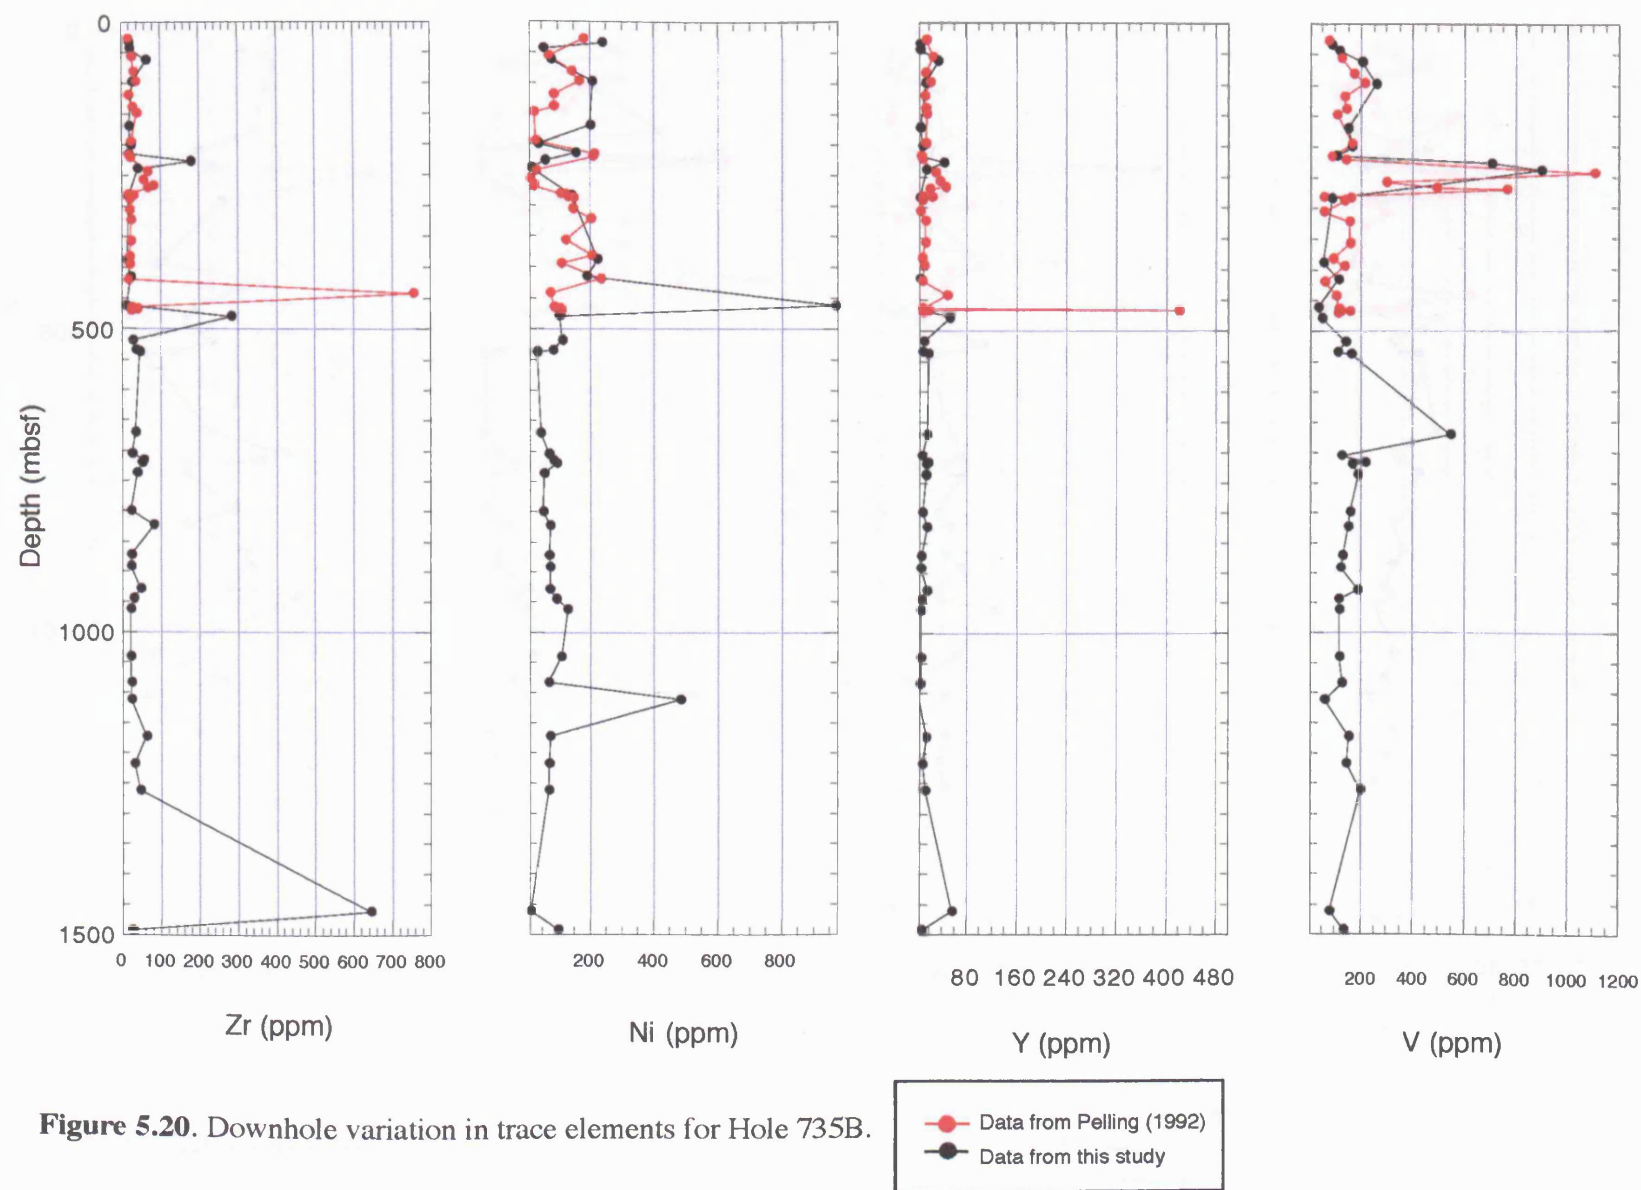 0
500
1000
1500
Depth (mbsf)
0 100 200 300 400 500 600 700 800
200 400 600 800
80 160 240 320 400 480
200 400 600 800 1000 1200
Zr (ppm)
Ni (ppm)
Y (ppm)
V (ppm)
Figure 5.20. Downhole variation in trace elements for Hole 735B.
Data from Pelling (1992)
Data from this study